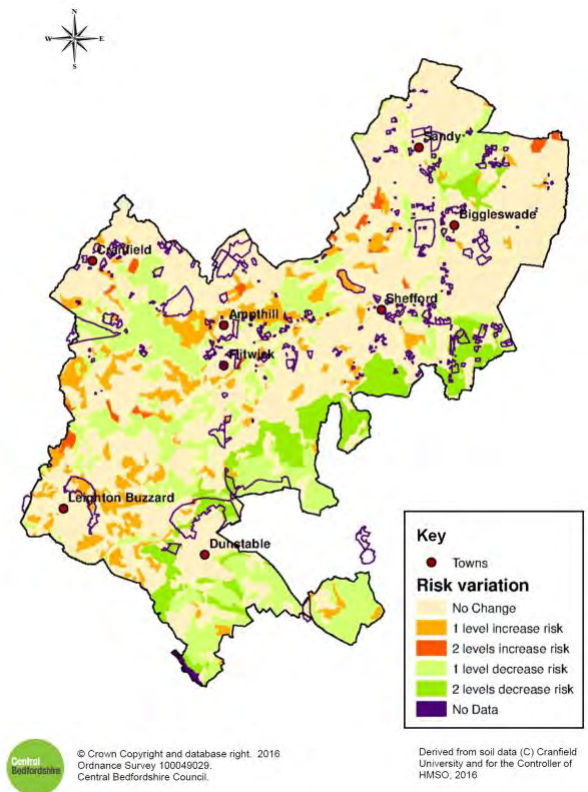 N
W E
S
Sandy
Biggleswade
Cranfield
Shefford
Ampthill
Flitwick
Leighton Buzzard
Dunstable
Key
Towns
Risk variation
No Change
1 level increase risk
2 levels increase risk
1 level decrease risk
2 levels decrease risk
No Data
Central
Bedfordshire
© Crown Copyright and database right. 2016
Ordnance Survey 100049029.
Central Bedfordshire Council.
Derived from soil data (C) Cranfield
University and for the Controller of
HMSO, 2016